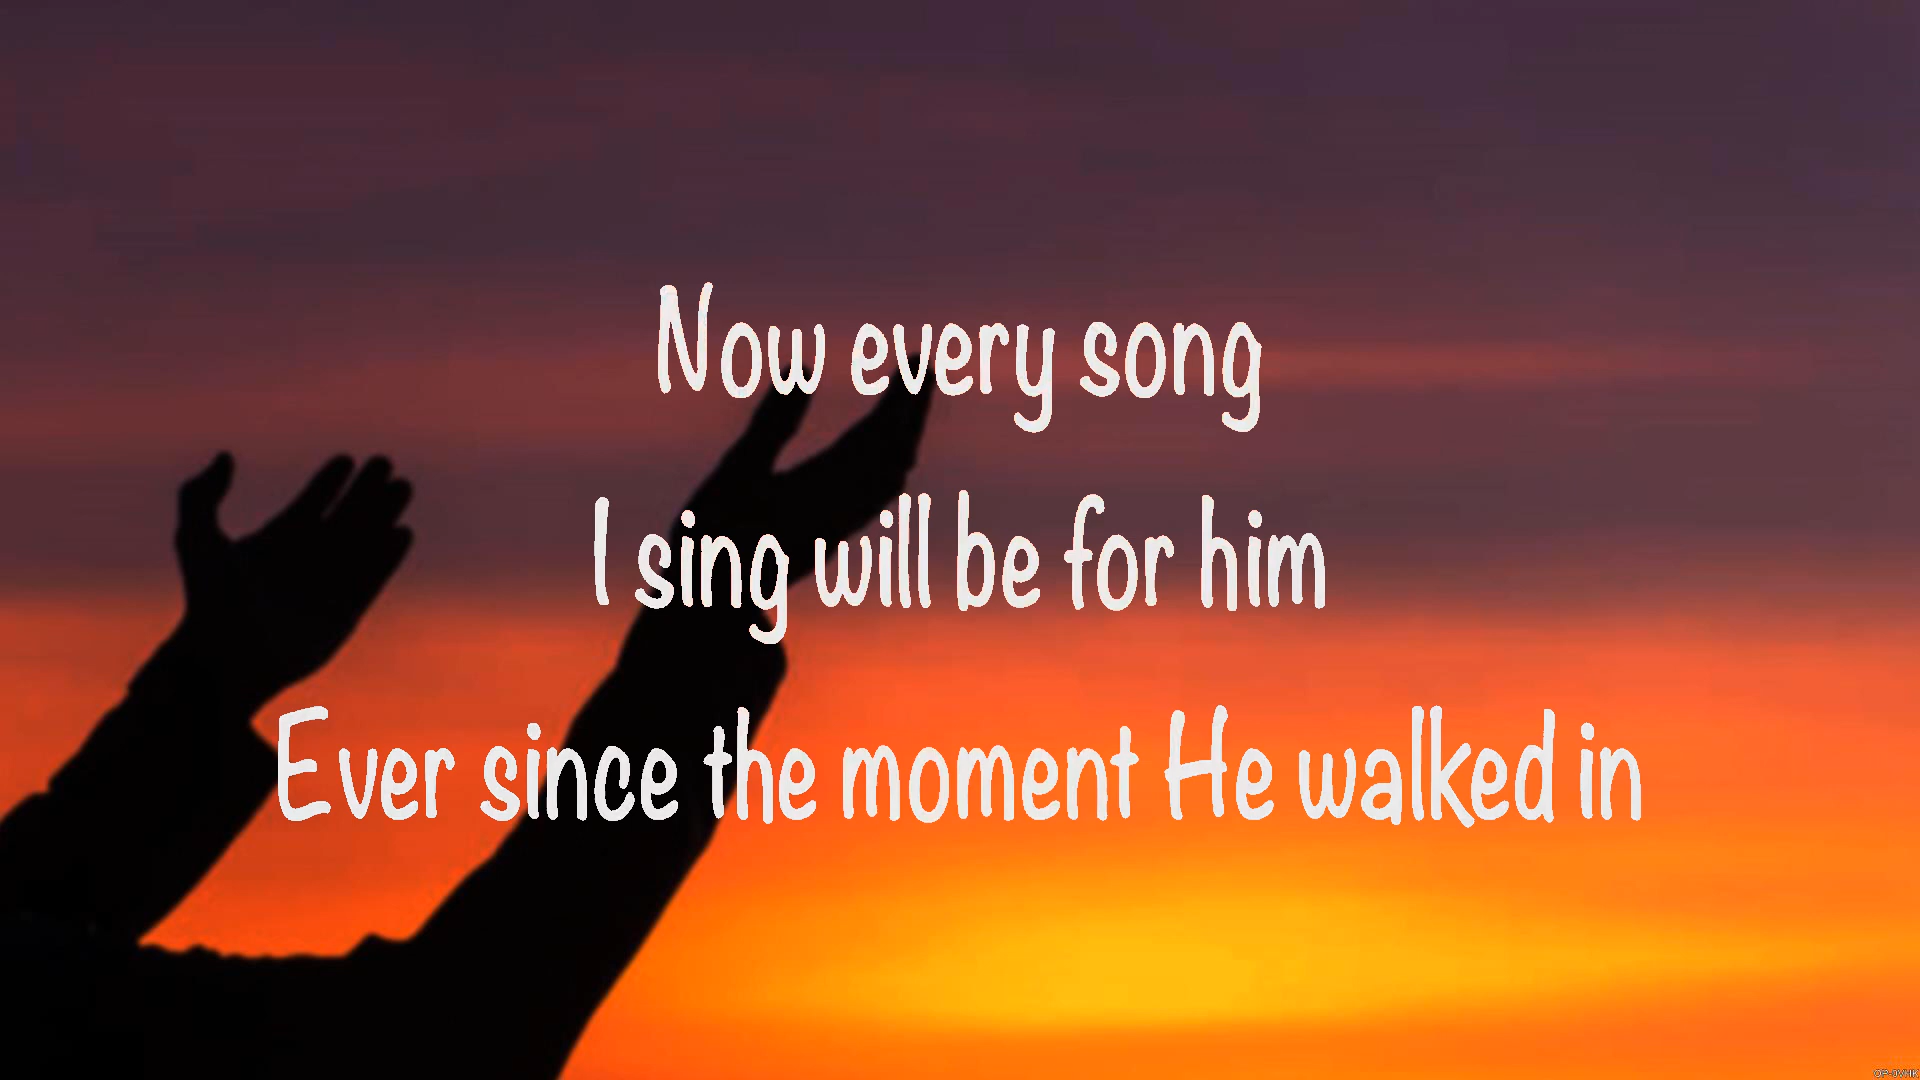 Now every song
I sing will be for him
Ever since the moment He walked in